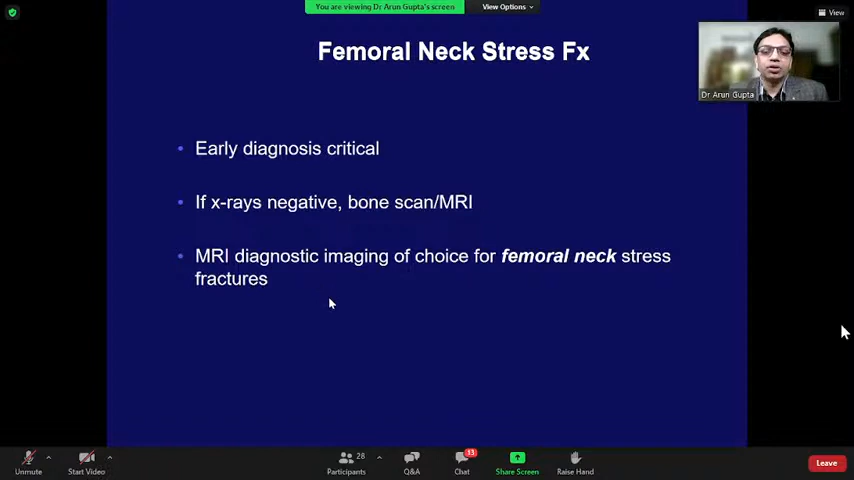 You are viewing Dr Arun Gupta's screen
View Options
View
Femoral Neck Stress Fx
Dr Arun Gupta
• Early diagnosis critical
• If x-rays negative, bone scan/MRI
• MRI diagnostic imaging of choice for femoral neck stress
fractures
Unmute
Start Video
28
Participants
Q&A
13
Chat
Share Screen
Raise Hand
Leave